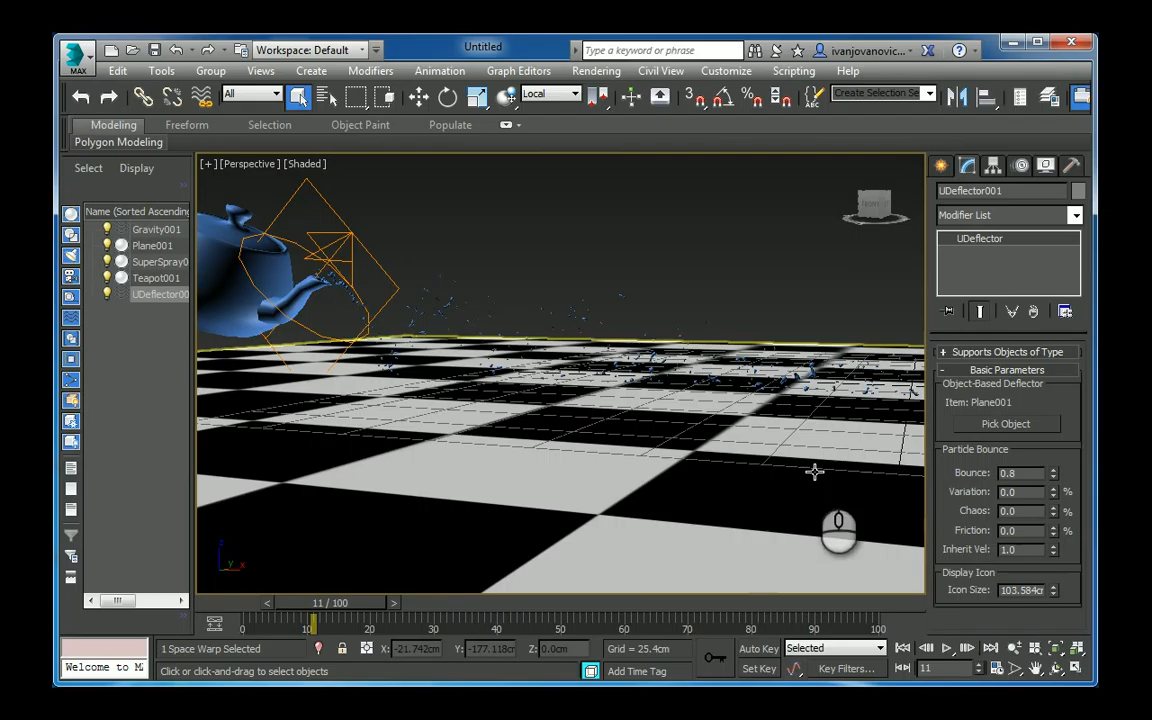 Untitled
MAX
Workspace: Default
Type a keyword or phrase
ivanjovanovic...
Edit Tools Group Views Create Modifiers Animation Graph Editors Rendering Civil View Customize Scripting Help
All
Local
3
%
ABC
Create Selection Se
Modeling Freeform Selection Object Paint Populate
Polygon Modeling
Select Display
Name (Sorted Ascending
Gravity001
Plane001
SuperSpray0
Teapot001
UDeflector00
[+] [Perspective] [Shaded]
z
y x
UDeflector001
Modifier List
UDeflector
+ Supports Objects of Type
- Basic Parameters
Object-Based Deflector
Item: Plane001
Pick Object
Particle Bounce
Bounce: 0.8
Variation: 0.0 %
Chaos: 0.0 %
Friction: 0.0 %
Inherit Vel: 1.0
Display Icon
Icon Size: 103.584cr
< 11 / 100 >
0 10 20 30 40 50 60 70 80 90 100
1 Space Warp Selected
X: -21.742cm Y: -177.118cm Z: 0.0cm
Grid = 25.4cm
Auto Key
Selected
Welcome to M
Click or click-and-drag to select objects
Add Time Tag
Set Key
Key Filters...
11